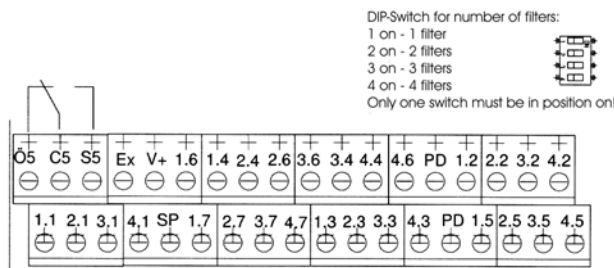 DIP-Switch for number of filters:
1 on - 1 filter
2 on - 2 filters
3 on - 3 filters
4 on - 4 filters
Only one switch must be in position on!
Ö5 C5 S5 Ex V+ 1.6 1.4 2.4 2.6 3.6 3.4 4.4 4.6 PD 1.2 2.2 3.2 4.2
1.1 2.1 3.1 4.1 SP 1.7 2.7 3.7 4.7 1.3 2.3 3.3 4.3 PD 1.5 2.5 3.5 4.5